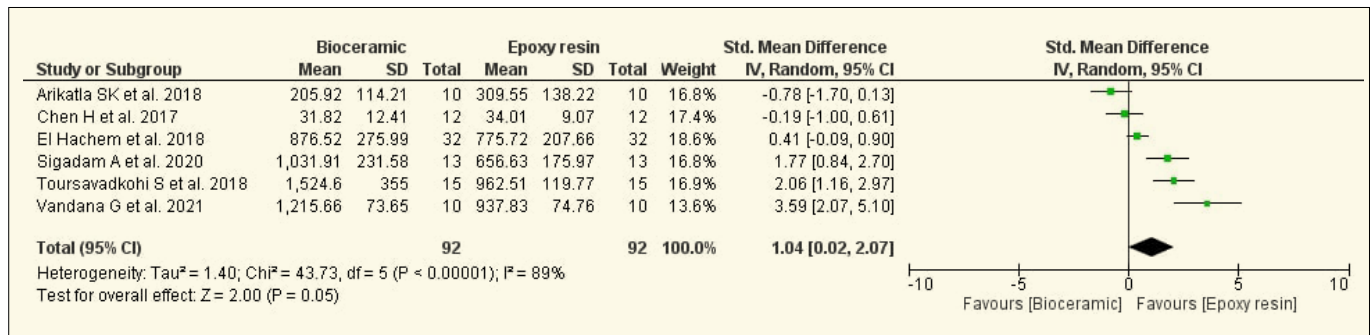 Bioceramic Epoxy resin Std. Mean Difference Std. Mean Difference
Study or Subgroup Mean SD Total Mean SD Total Weight IV, Random, 95% CI IV, Random, 95% CI
Arikatla SK et al. 2018 205.92 114.21 10 309.55 138.22 10 16.8% -0.78 [-1.70, 0.13]
Chen H et al. 2017 31.82 12.41 12 34.01 9.07 12 17.4% -0.19 [-1.00, 0.61]
El Hachem et al. 2018 876.52 275.99 32 775.72 207.66 32 18.6% 0.41 [-0.09, 0.90]
Sigadam A et al. 2020 1,031.91 231.58 13 656.63 175.97 13 16.8% 1.77 [0.84, 2.70]
Toursavadkohi S et al. 2018 1,524.6 355 15 962.51 119.77 15 16.9% 2.06 [1.16, 2.97]
Vandana G et al. 2021 1,215.66 73.65 10 937.83 74.76 10 13.6% 3.59 [2.07, 5.10]
Total (95% CI) 92 92 100.0% 1.04 [0.02, 2.07]
Heterogeneity: Tau² = 1.40; Chi² = 43.73, df = 5 (P < 0.00001); I² = 89%
Test for overall effect: Z = 2.00 (P = 0.05)
-10 -5 0 5 10
Favours [Bioceramic] Favours [Epoxy resin]